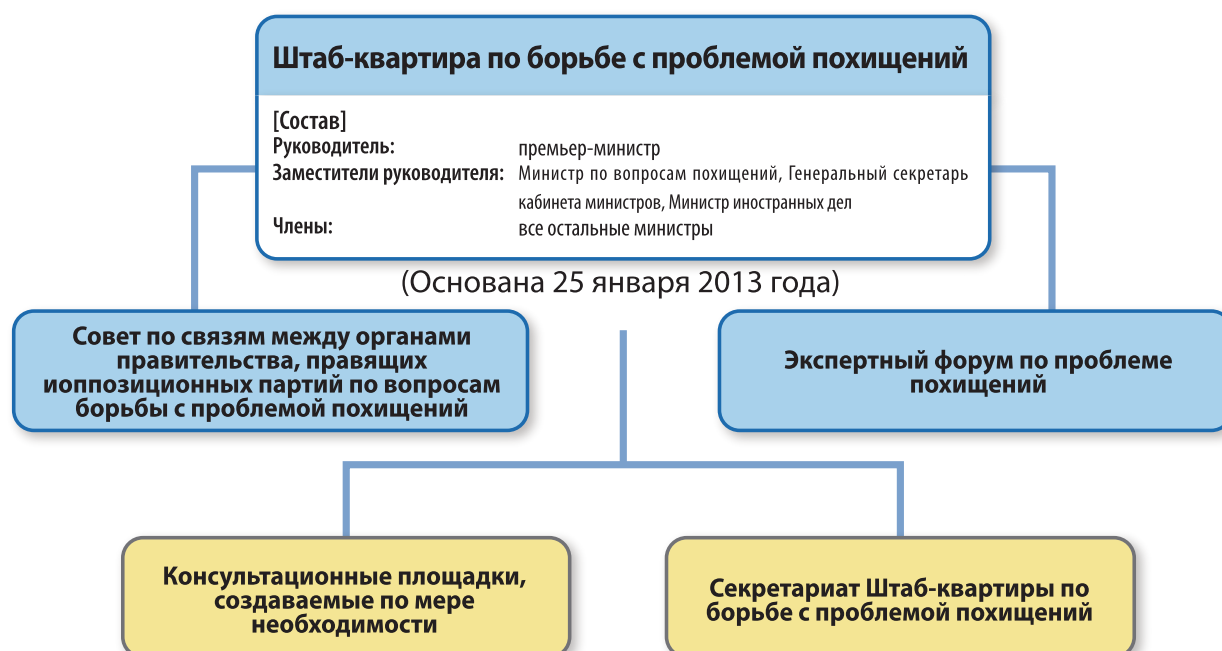 Штаб-квартира по борьбе с проблемой похищений
[Состав]
Руководитель: премьер-министр
Заместители руководителя: Министр по вопросам похищений, Генеральный секретарь
кабинета министров, Министр иностранных дел
Члены: все остальные министры
(Основана 25 января 2013 года)
Совет по связям между органами
правительства, правящих
иоппозиционных партий по вопросам
борьбы с проблемой похищений
Экспертный форум по проблеме
похищений
Консультационные площадки,
создаваемые по мере
необходимости
Секретариат Штаб-квартиры по
борьбе с проблемой похищений